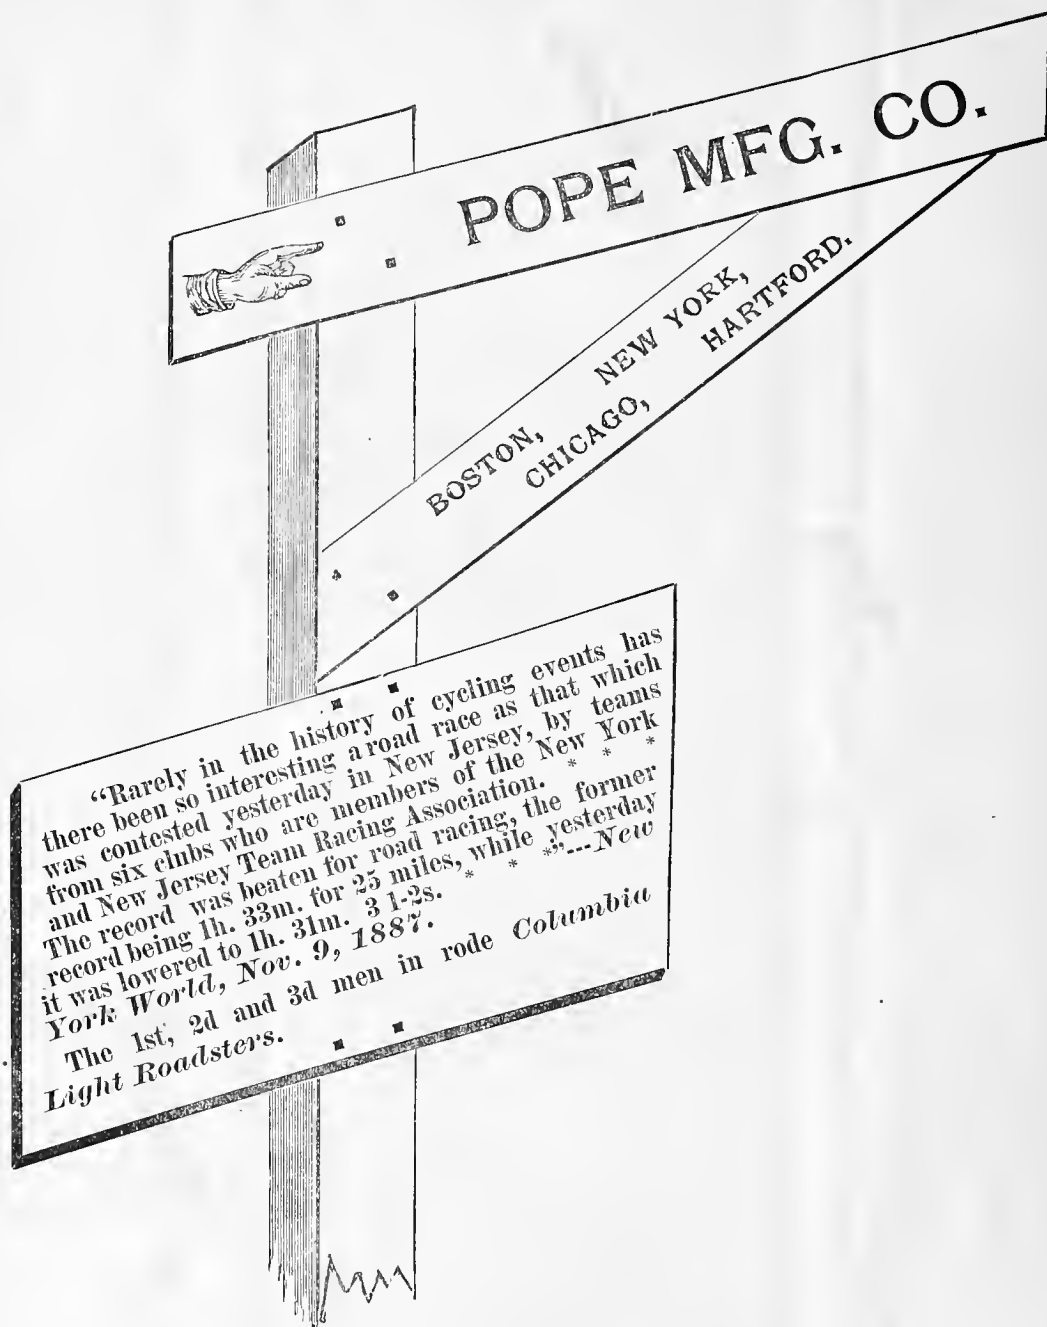 POPE MFG. CO.
BOSTON, NEW YORK,
CHICAGO, HARTFORD.
“Rarely in the history of cycling events has
there been so interesting a road race as that which
was contested yesterday in New Jersey, by teams
from six clubs who are members of the New York
and New Jersey Team Racing Association. * * *
The record was beaten for road racing, the former
record being 1h. 33m. for 25 miles, while yesterday
it was lowered to 1h. 31m. 3 1-2s. * * *”---New
York World, Nov. 9, 1887.
The 1st, 2d and 3d men in rode Columbia
Light Roadsters.